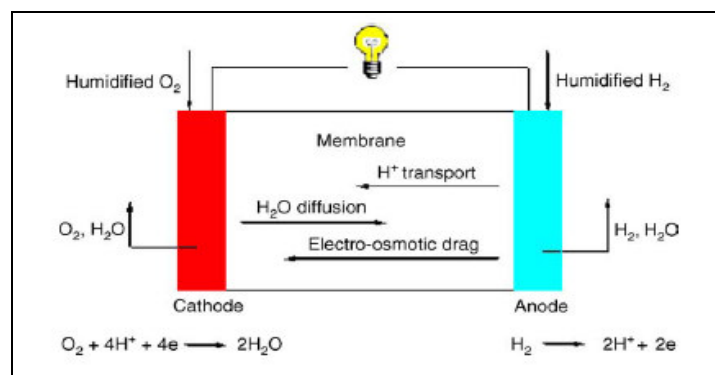 Humidified O₂
Humidified H₂
Membrane
H⁺ transport
H₂O diffusion
O₂, H₂O
H₂, H₂O
Electro-osmotic drag
Cathode
Anode
O₂ + 4H⁺ + 4e ⟶ 2H₂O
H₂ ⟶ 2H⁺ + 2e